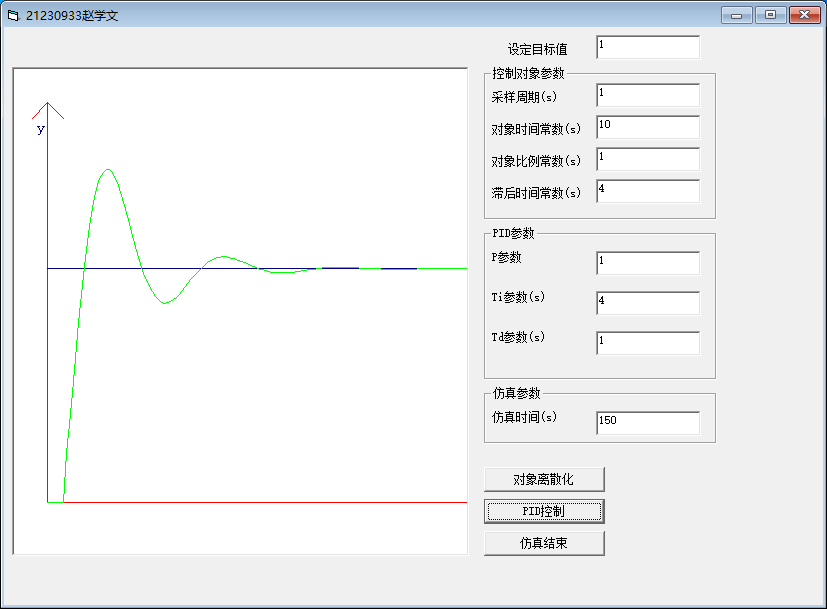 21230933赵学文
设定目标值 1
y
控制对象参数
采样周期(s) 1
对象时间常数(s) 10
对象比例常数(s) 1
滞后时间常数(s) 4
PID参数
P参数 1
Ti参数(s) 4
Td参数(s) 1
仿真参数
仿真时间(s) 150
对象离散化
PID控制
仿真结束